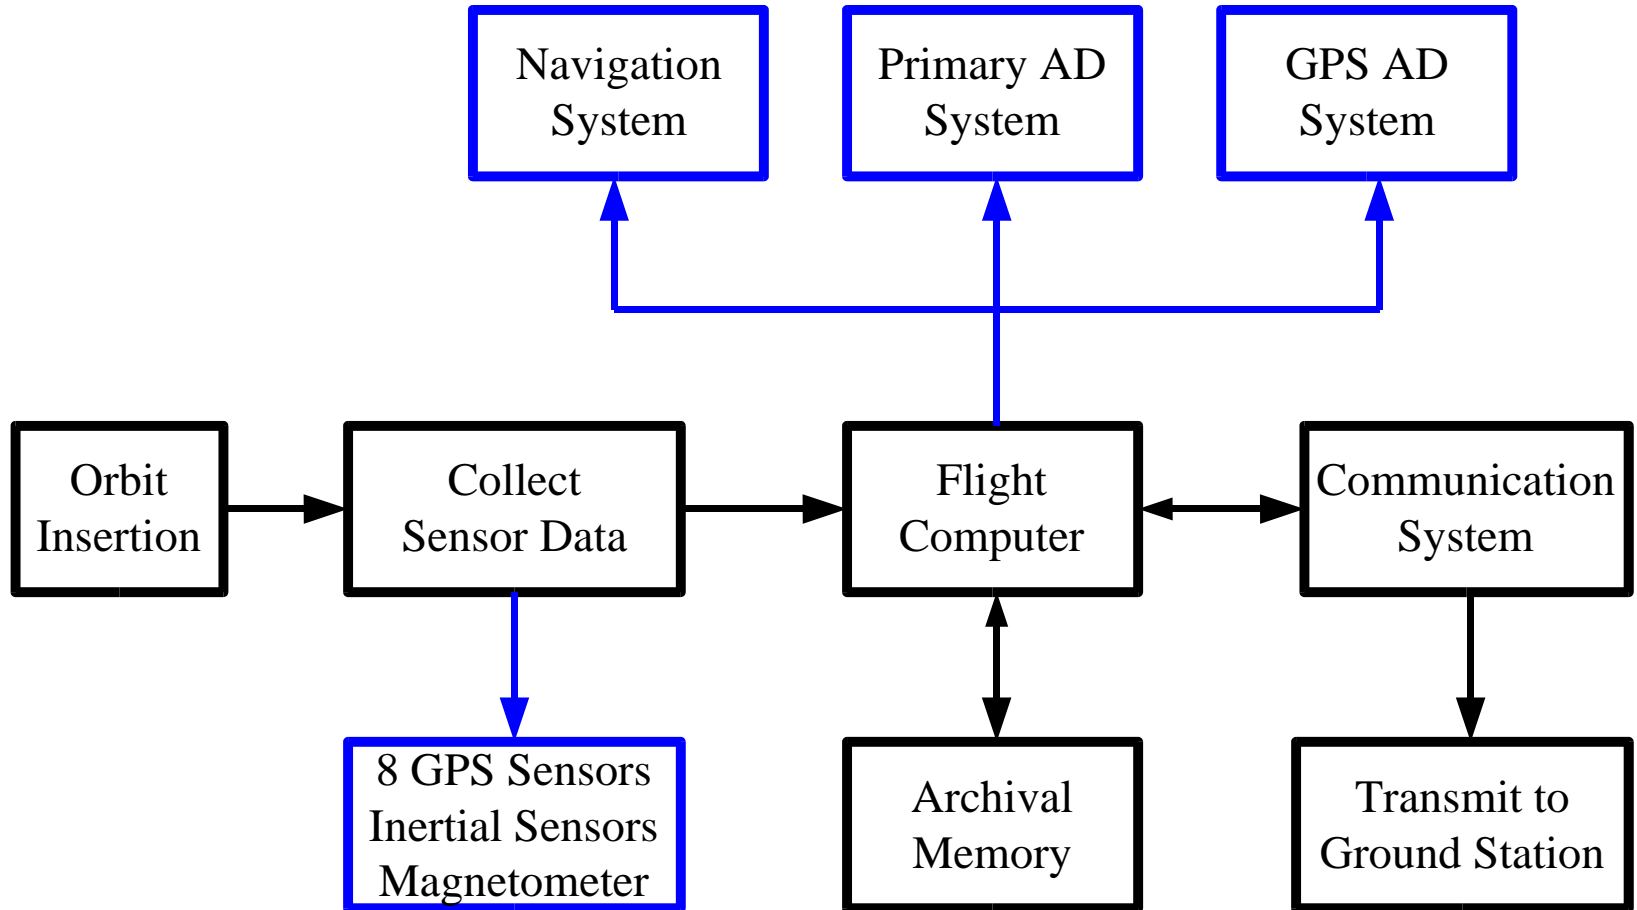 Navigation
System
Primary AD
System
GPS AD
System
Orbit
Insertion
Collect
Sensor Data
Flight
Computer
Communication
System
8 GPS Sensors
Inertial Sensors
Magnetometer
Archival
Memory
Transmit to
Ground Station